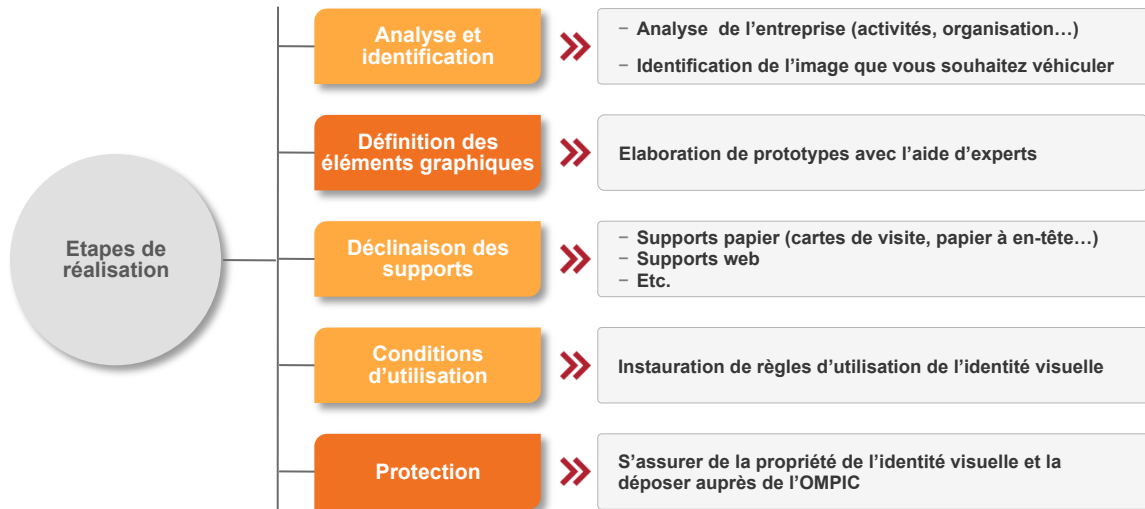 Etapes de
réalisation
Analyse et
identification
– Analyse de l’entreprise (activités, organisation…)
– Identification de l’image que vous souhaitez véhiculer
Définition des
éléments graphiques
Elaboration de prototypes avec l’aide d’experts
Déclinaison des
supports
– Supports papier (cartes de visite, papier à en-tête…)
– Supports web
– Etc.
Conditions
d’utilisation
Instauration de règles d’utilisation de l’identité visuelle
Protection
S’assurer de la propriété de l’identité visuelle et la
déposer auprès de l’OMPIC